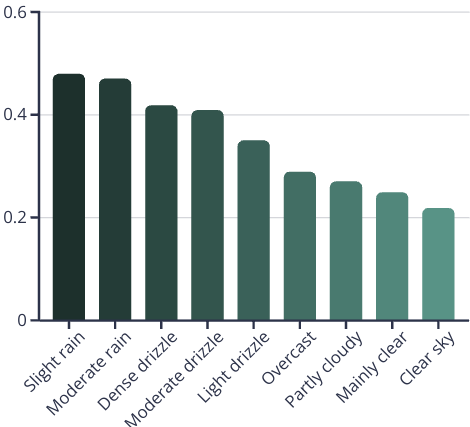 0.6
0.4
0.2
0
Slight rain
Moderate rain
Dense drizzle
Moderate drizzle
Light drizzle
Overcast
Partly cloudy
Mainly clear
Clear sky